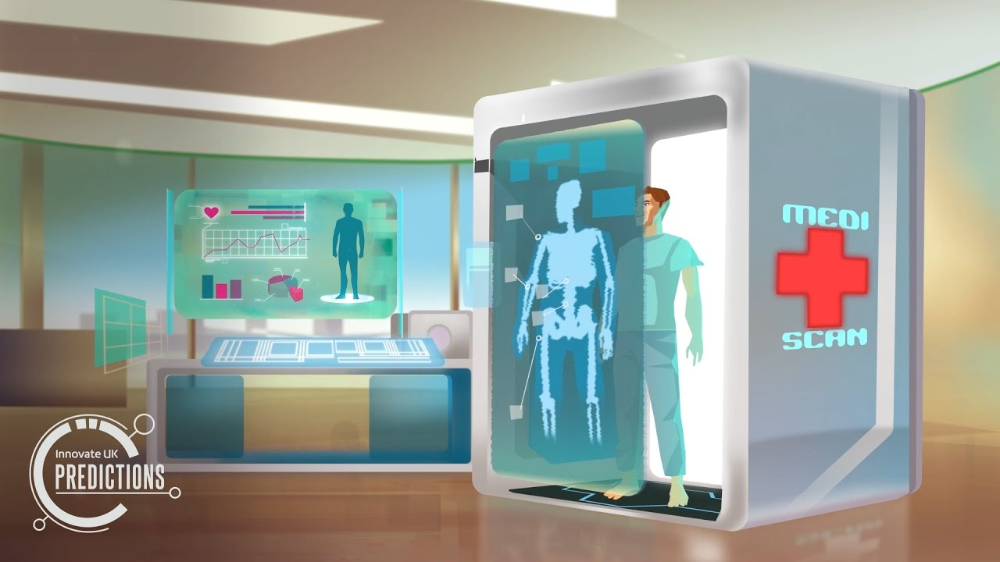 MEDI
SCAN
Innovate UK
PREDICTIONS